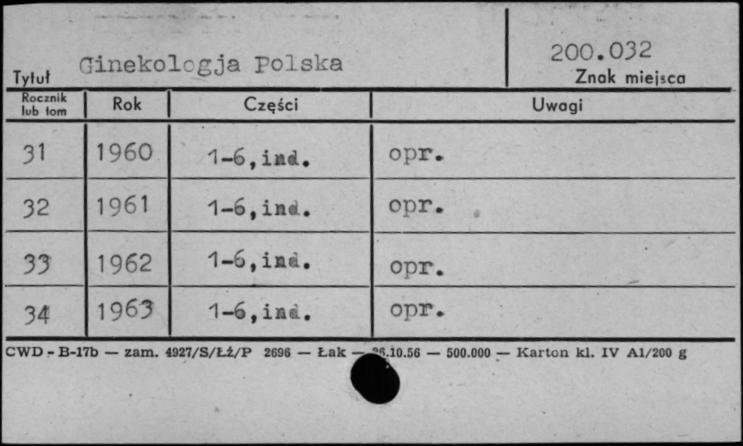 Tytuł Ginekologja Polska 200.032
Znak miejsca
Rocznik lub tom Rok Części Uwagi
31 1960 1-6,ind. opr.
32 1961 1-6,ind. opr.
33 1962 1-6,ind. opr.
34 1963 1-6,ind. opr.
CWD - B-17b — zam. 4927/S/Łż/P 2696 — Łak — 26.10.56 — 500.000 — Karton kl. IV A1/200 g